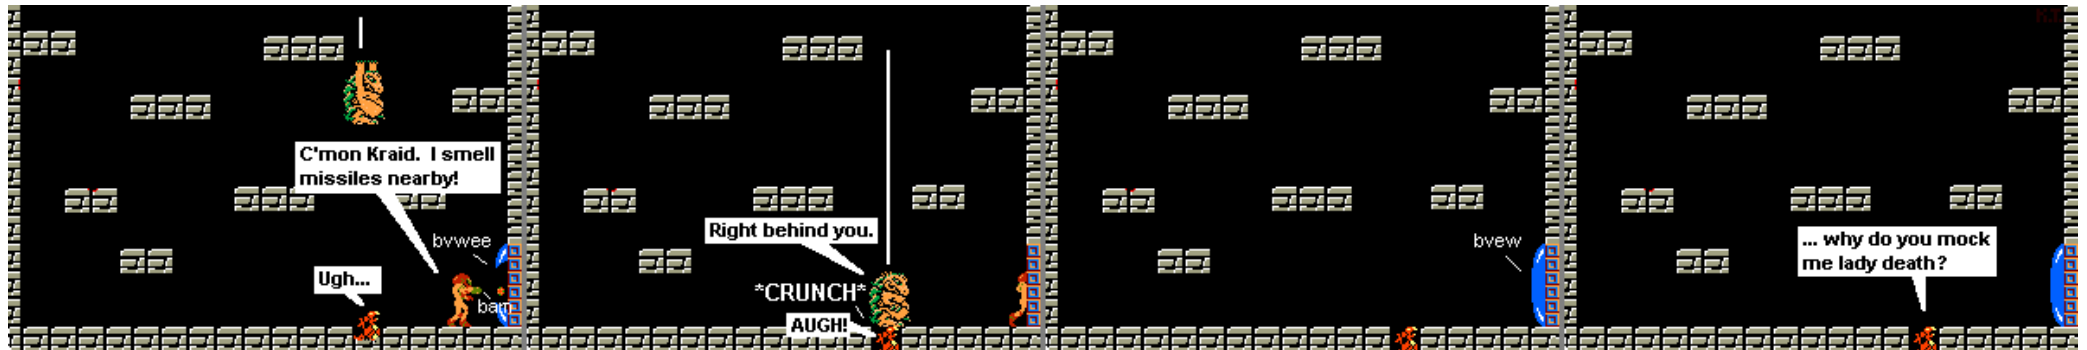 C'mon Kraid. I smell
missiles nearby!
bvwee
Ugh...
bam
Right behind you.
*CRUNCH*
AUGH!
bvew
... why do you mock
me lady death?